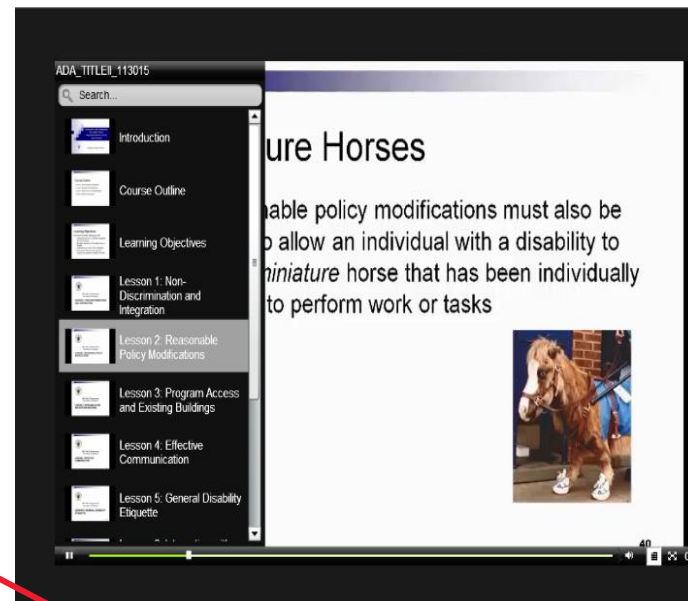 ADA_TITLEII_113015
Search...
Introduction
Course Outline
Learning Objectives
Lesson 1: Non-
Discrimination and
Integration
Lesson 2: Reasonable
Policy Modifications
Lesson 3: Program Access
and Existing Buildings
Lesson 4: Effective
Communication
Lesson 5: General Disability
Etiquette
ure Horses
nable policy modifications must also be
o allow an individual with a disability to
miniature horse that has been individually
to perform work or tasks
40